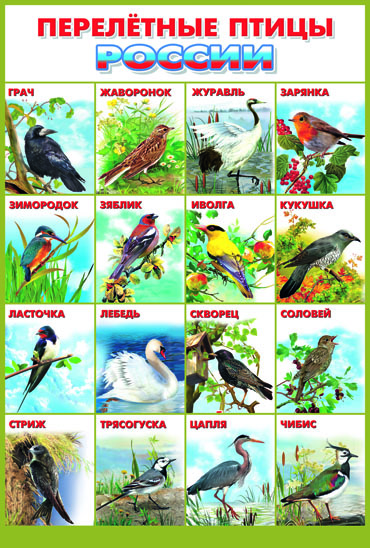 ПЕРЕЛЁТНЫЕ ПТИЦЫ
РОССИИ
ГРАЧ
ЖАВОРОНОК
ЖУРАВЛЬ
ЗАРЯНКА
ЗИМОРОДОК
ЗЯБЛИК
ИВОЛГА
КУКУШКА
ЛАСТОЧКА
ЛЕБЕДЬ
СКВОРЕЦ
СОЛОВЕЙ
СТРИЖ
ТРЯСОГУСКА
ЦАПЛЯ
ЧИБИС